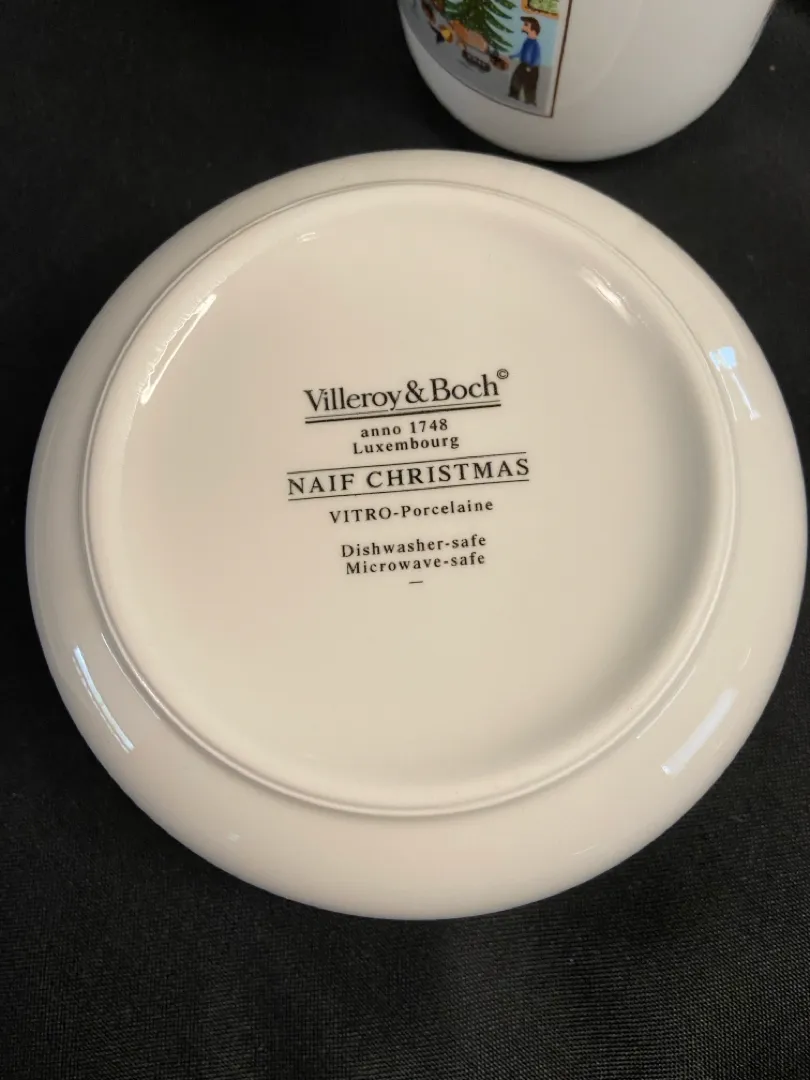 Villeroy & Boch©
anno 1748
Luxembourg
NAIF CHRISTMAS
VITRO-Porcelaine
Dishwasher-safe
Microwave-safe